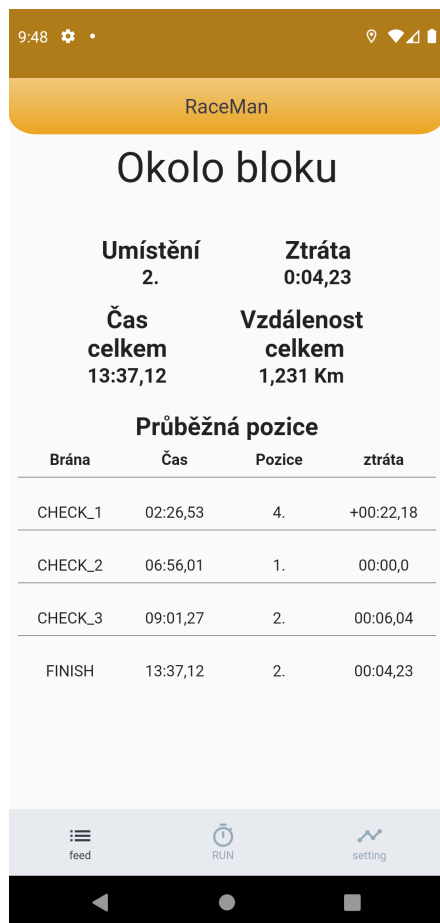 9:48
RaceMan
Okolo bloku
Umístění Ztráta
2. 0:04,23
Čas Vzdálenost
celkem celkem
13:37,12 1,231 Km
Průběžná pozice
Brána Čas Pozice ztráta
CHECK_1 02:26,53 4. +00:22,18
CHECK_2 06:56,01 1. 00:00,0
CHECK_3 09:01,27 2. 00:06,04
FINISH 13:37,12 2. 00:04,23
feed RUN setting